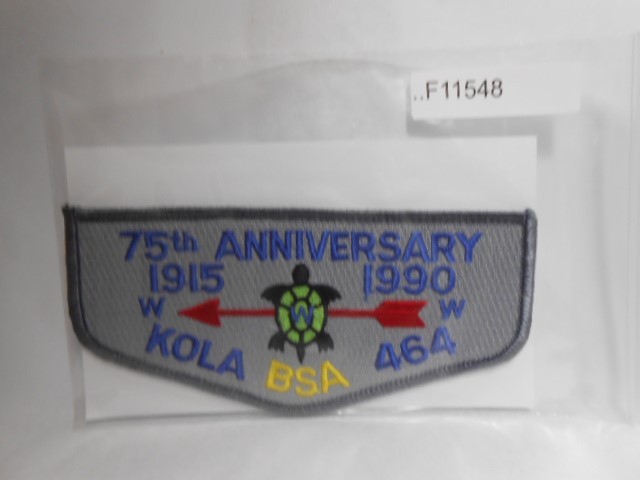 ..F11548
75th ANNIVERSARY
1915 1990
W W W
KOLA BSA 464